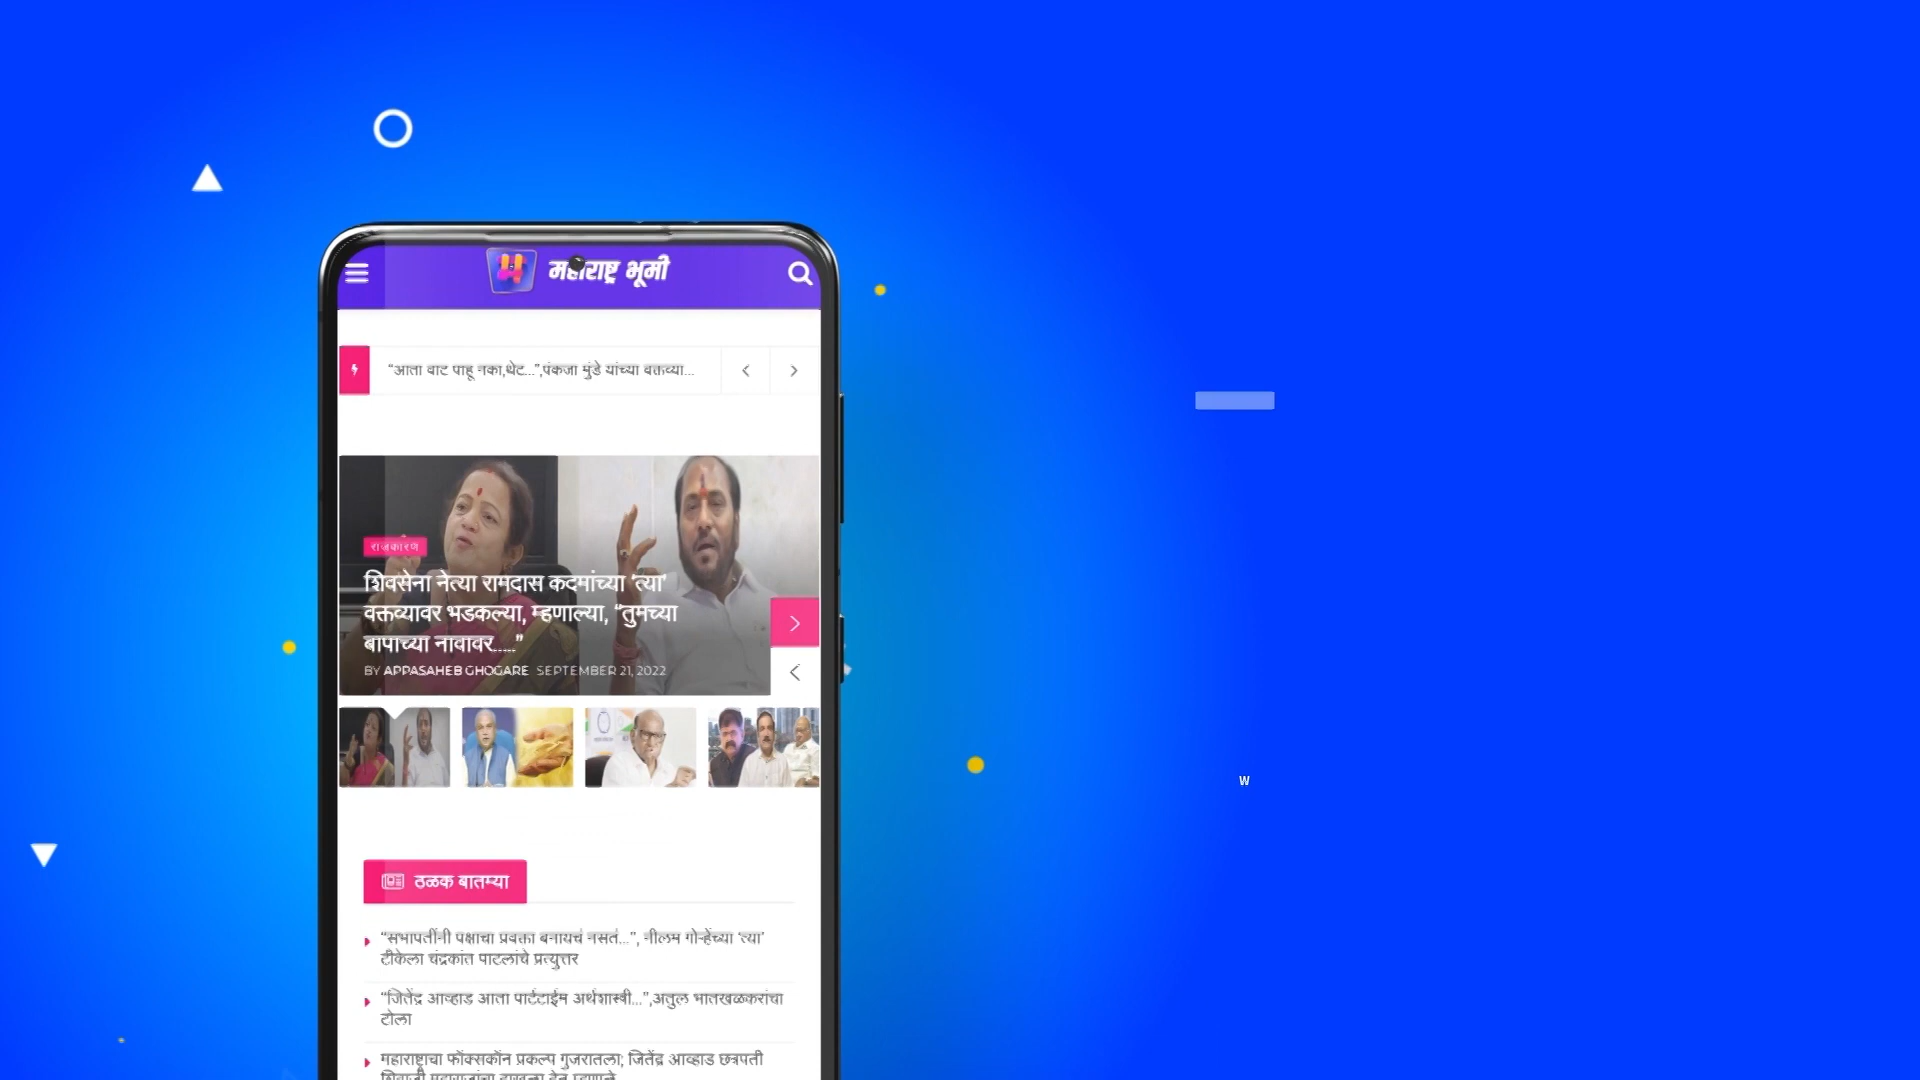 महाराष्ट्र भूमी
“आता वाट पाहू नका,थेट...”,पंकजा मुंडे यांच्या वक्तव्या...
राजकारण
शिवसेना नेत्या रामदास कदमांच्या ‘त्या’
वक्तव्यावर भडकल्या, म्हणाल्या, “तुमच्या
बापाच्या नावावर.....”
BY APPASAHEB GHOGARE SEPTEMBER 21, 2022
ठळक बातम्या
“सभापतींनी पक्षाचा प्रवक्ता बनायचं नसतं...”, नीलम गोऱ्हेंच्या ‘त्या’
टीकेला चंद्रकांत पाटलांचे प्रत्युत्तर
“जितेंद्र आव्हाड आता पार्टटाईम अर्थशास्त्री...”,अतुल भातखळकरांचा
टोला
महाराष्ट्राचा फॉक्सकॉन प्रकल्प गुजरातला; जितेंद्र आव्हाड छत्रपती
W